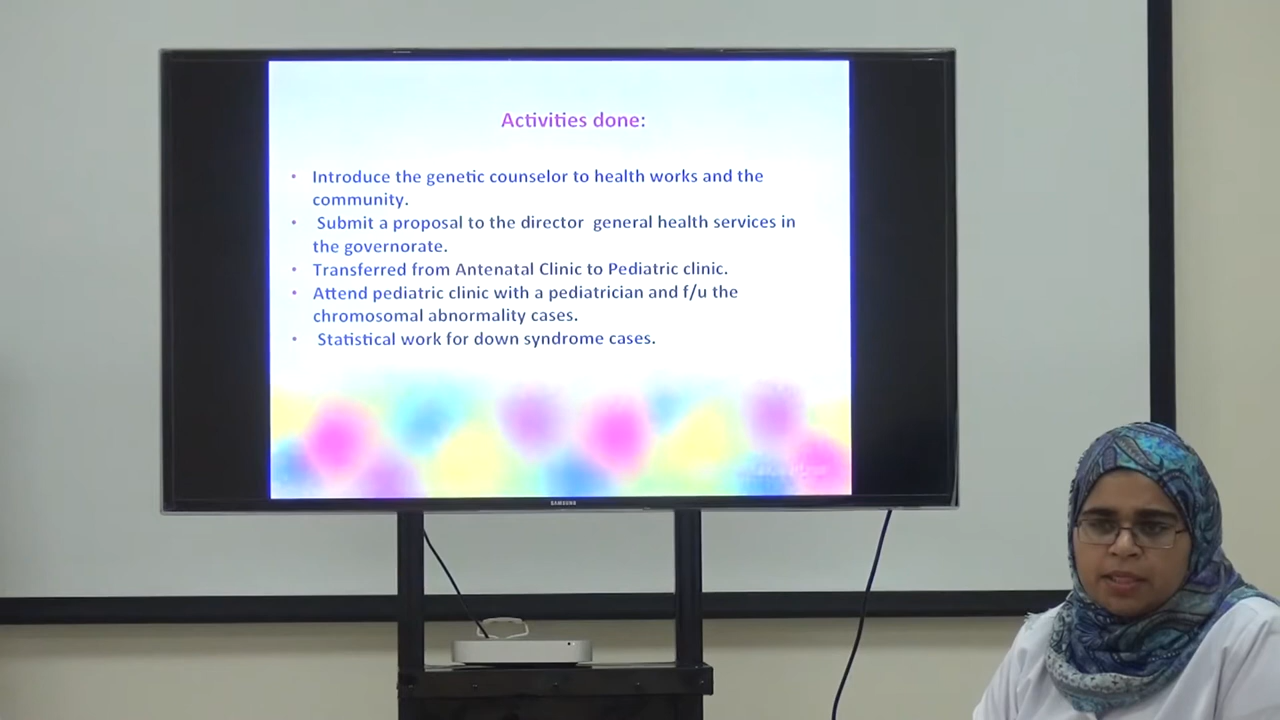 Activities done:
• Introduce the genetic counselor to health works and the
community.
• Submit a proposal to the director general health services in
the governorate.
• Transferred from Antenatal Clinic to Pediatric clinic.
• Attend pediatric clinic with a pediatrician and f/u the
chromosomal abnormality cases.
• Statistical work for down syndrome cases.
SAMSUNG